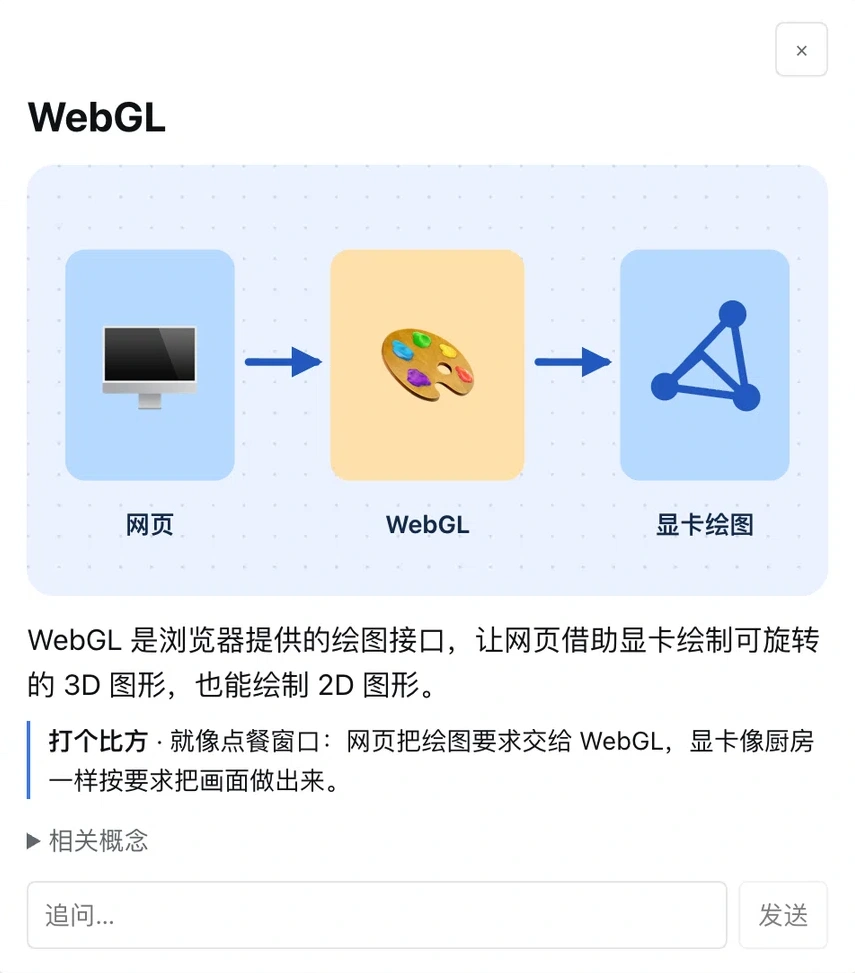 ×
WebGL
网页
WebGL
显卡绘图
WebGL 是浏览器提供的绘图接口，让网页借助显卡绘制可旋转
的 3D 图形，也能绘制 2D 图形。
打个比方 · 就像点餐窗口：网页把绘图要求交给 WebGL，显卡像厨房
一样按要求把画面做出来。
▶ 相关概念
追问...
发送